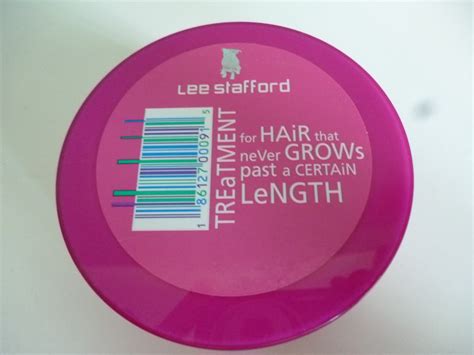 Lee Stafford
TREaTMENT
for HAiR that
neVer GROWs
past a CERTAiN
LeNGTH
1 86127 00091 5